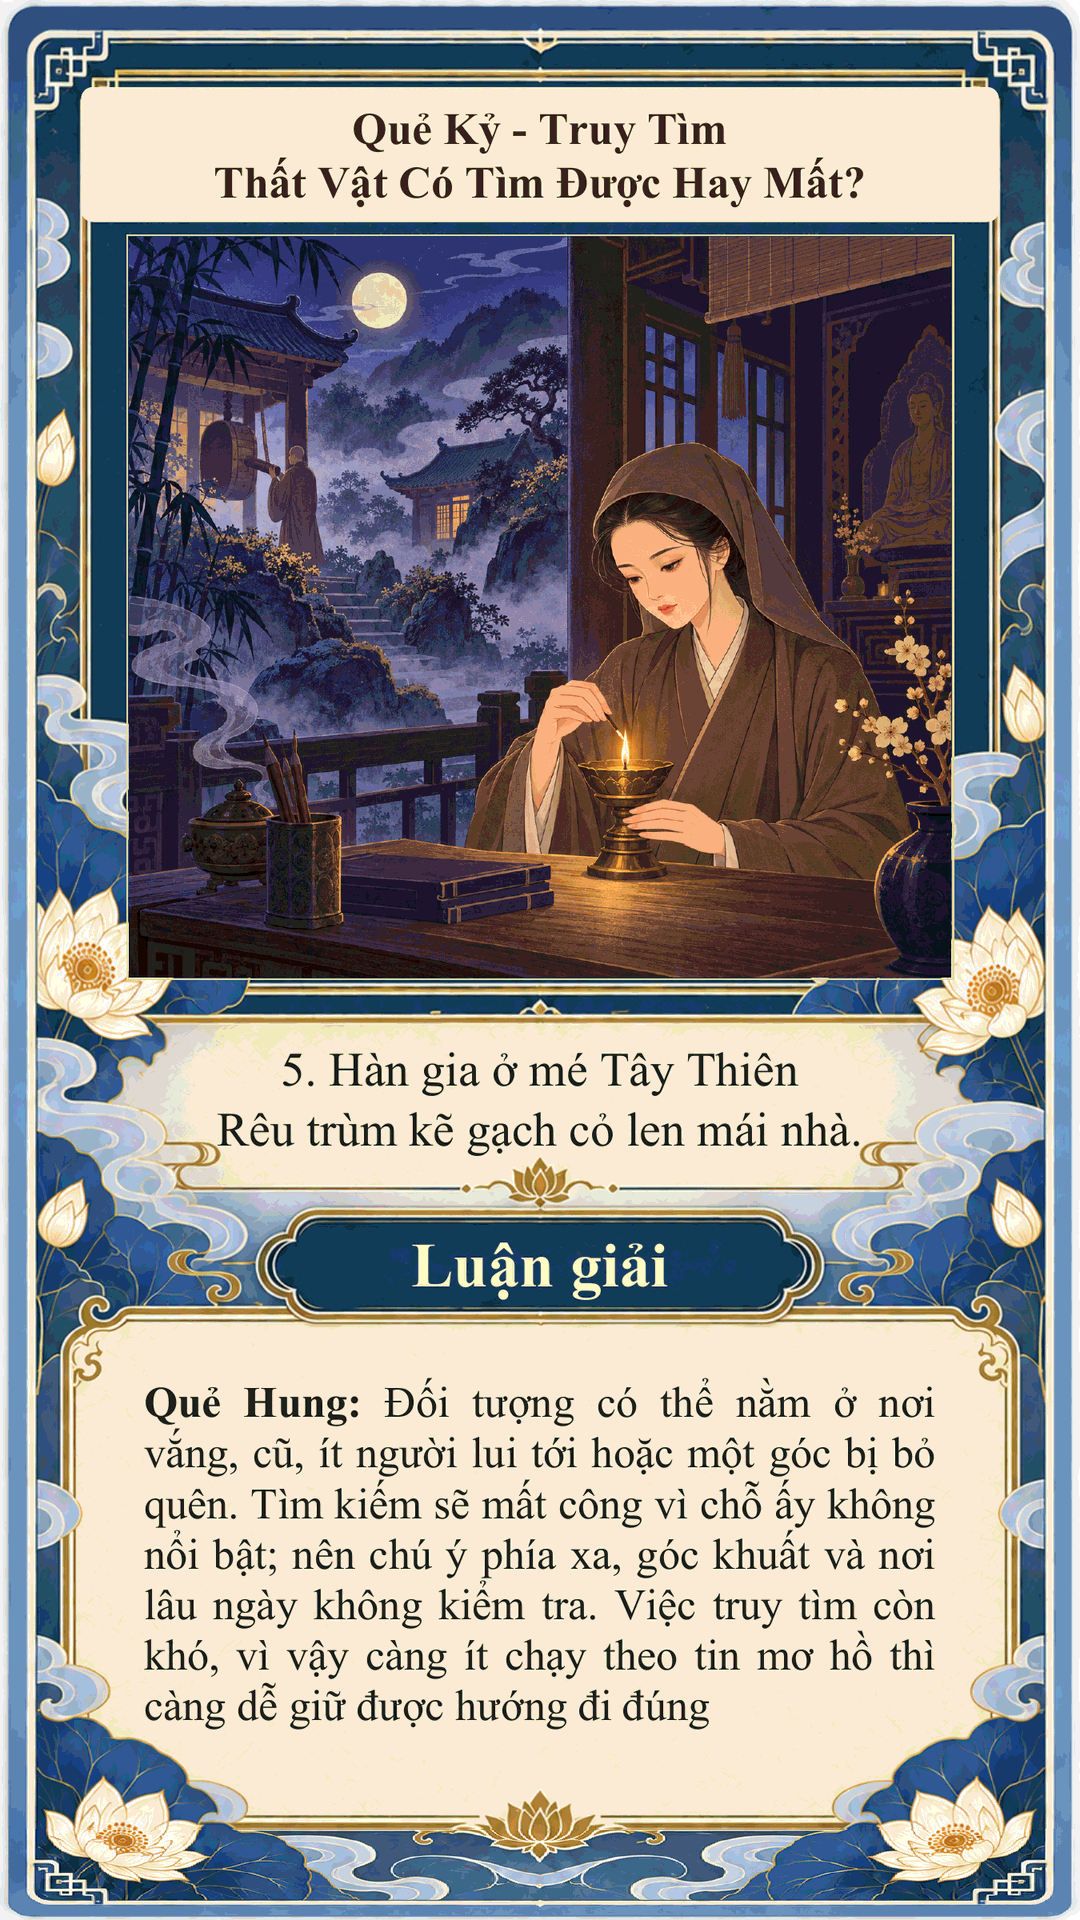 Quẻ Kỷ - Truy Tìm
Thất Vật Có Tìm Được Hay Mất?
5. Hàn gia ở mé Tây Thiên
Rêu trùm kẽ gạch cỏ len mái nhà.
Luận giải
Quẻ Hung: Đối tượng có thể nằm ở nơi
vắng, cũ, ít người lui tới hoặc một góc bị bỏ
quên. Tìm kiếm sẽ mất công vì chỗ ấy không
nổi bật; nên chú ý phía xa, góc khuất và nơi
lâu ngày không kiểm tra. Việc truy tìm còn
khó, vì vậy càng ít chạy theo tin mơ hồ thì
càng dễ giữ được hướng đi đúng